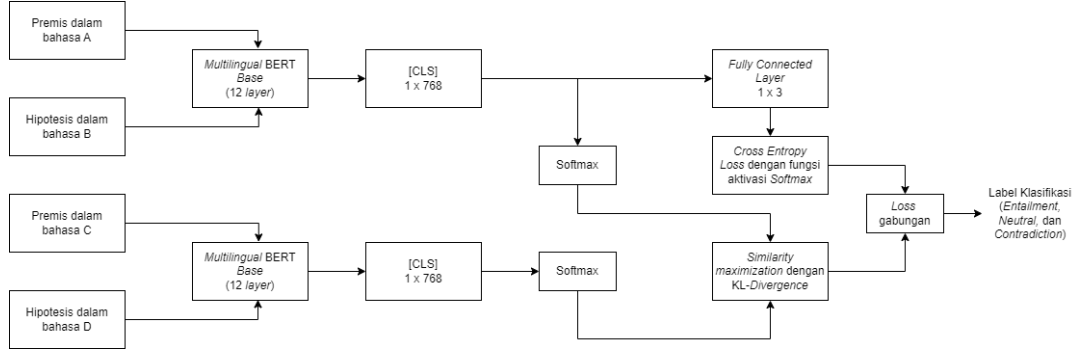 Premis dalam
bahasa A
Hipotesis dalam
bahasa B
Multilingual BERT
Base
(12 layer)
[CLS]
1 x 768
Fully Connected
Layer
1 x 3
Softmax
Cross Entropy
Loss dengan fungsi
aktivasi Softmax
Premis dalam
bahasa C
Hipotesis dalam
bahasa D
Multilingual BERT
Base
(12 layer)
[CLS]
1 x 768
Softmax
Similarity
maximization dengan
KL-Divergence
Loss
gabungan
Label Klasifikasi
(Entailment,
Neutral, dan
Contradiction)